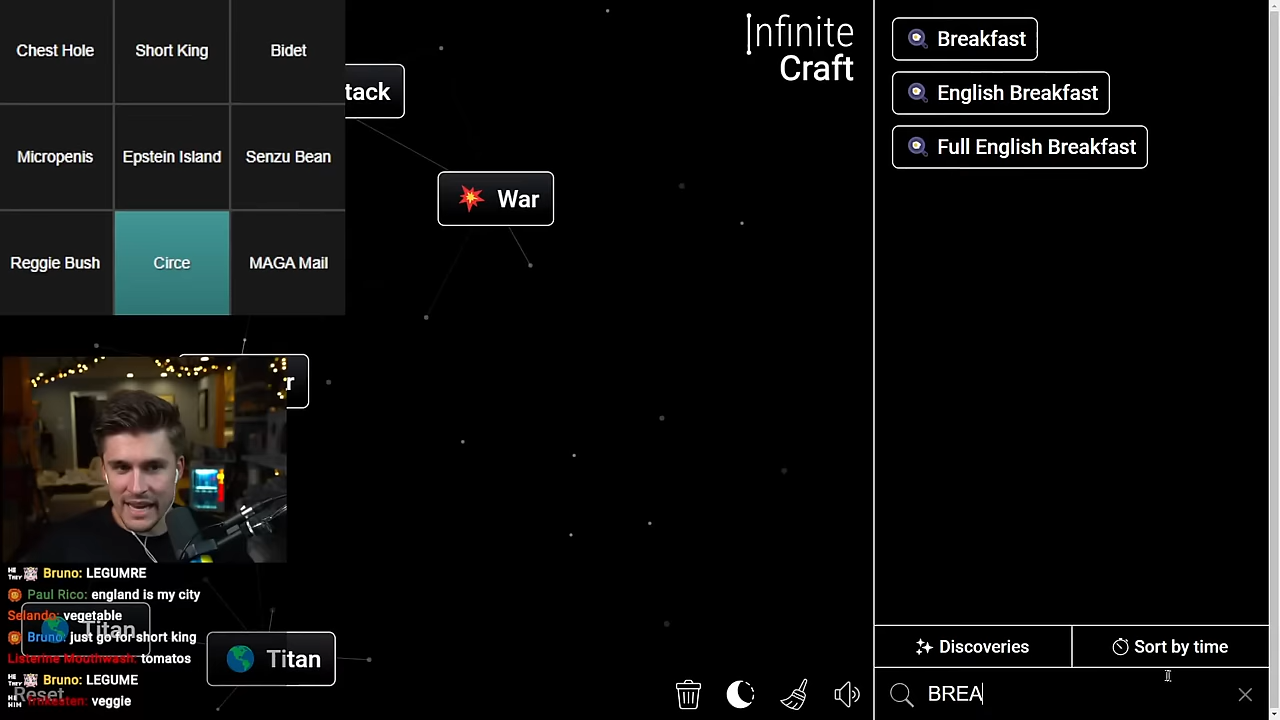 Chest Hole
Short King
Bidet
Micropenis
Epstein Island
Senzu Bean
Reggie Bush
Circe
MAGA Mail
tack
War
r
Infinite
Craft
Breakfast
English Breakfast
Full English Breakfast
Bruno: LEGUMRE
Paul Rico: england is my city
Selando: vegetable
Bruno: just go for short king
Listerine Mouthwash: tomatos
Bruno: LEGUME
veggie
Titan
Titan
Reset
Discoveries
Sort by time
BREA